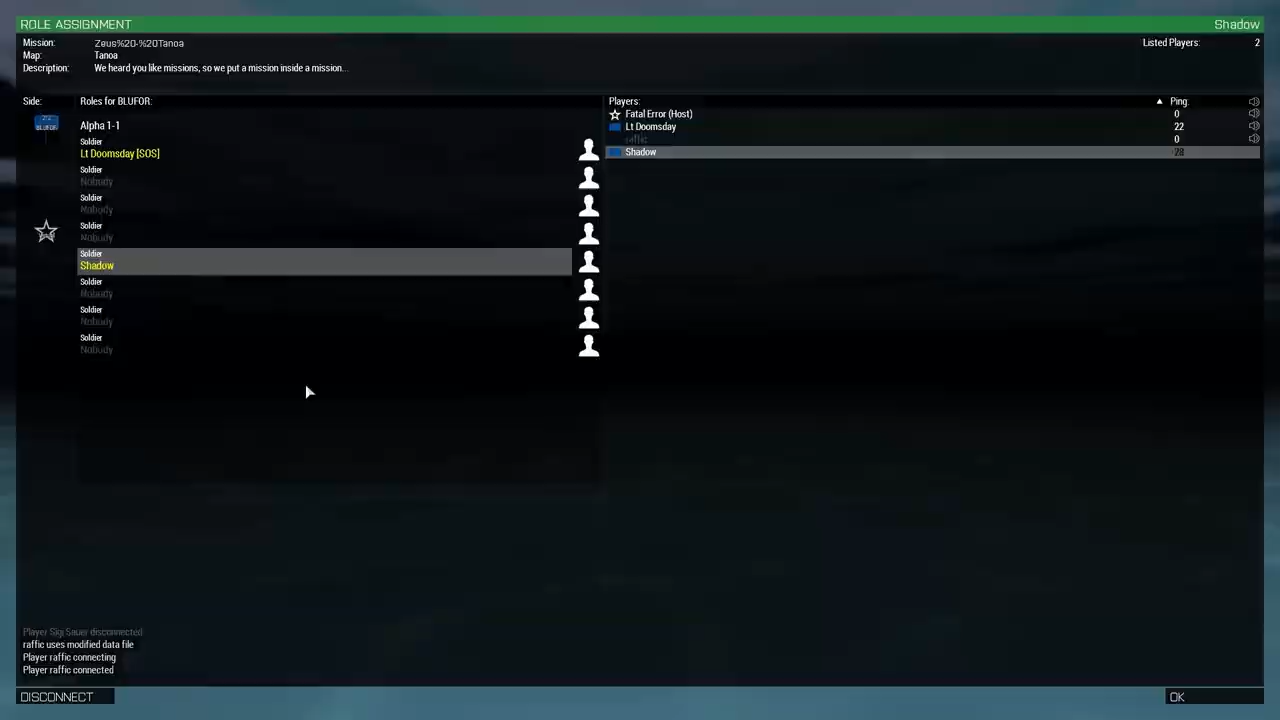 ROLE ASSIGNMENT
Shadow
Mission: Zeus%20-%20Tanoa
Listed Players: 2
Map: Tanoa
Description: We heard you like missions, so we put a mission inside a mission...
Side:
Roles for BLUFOR:
Players:
Ping:
BLUFOR
Alpha 1-1
Soldier
Lt Doomsday [SOS]
Soldier
Nobody
Soldier
Nobody
Soldier
Nobody
Soldier
Shadow
Soldier
Nobody
Soldier
Nobody
Soldier
Nobody
Fatal Error (Host) 0
Lt Doomsday 22
raffic 0
Shadow 28
Player Sigi Sauer disconnected
raffic uses modified data file
Player raffic connecting
Player raffic connected
DISCONNECT
OK